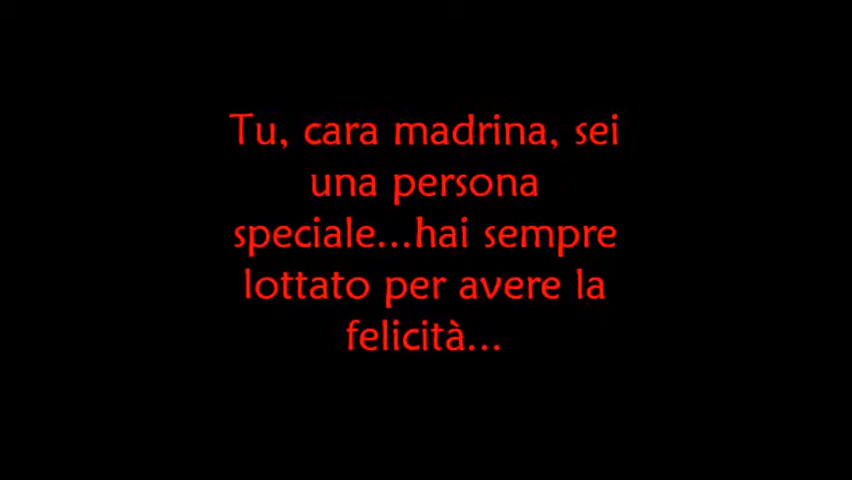 Tu, cara madrina, sei
una persona
speciale...hai sempre
lottato per avere la
felicità...